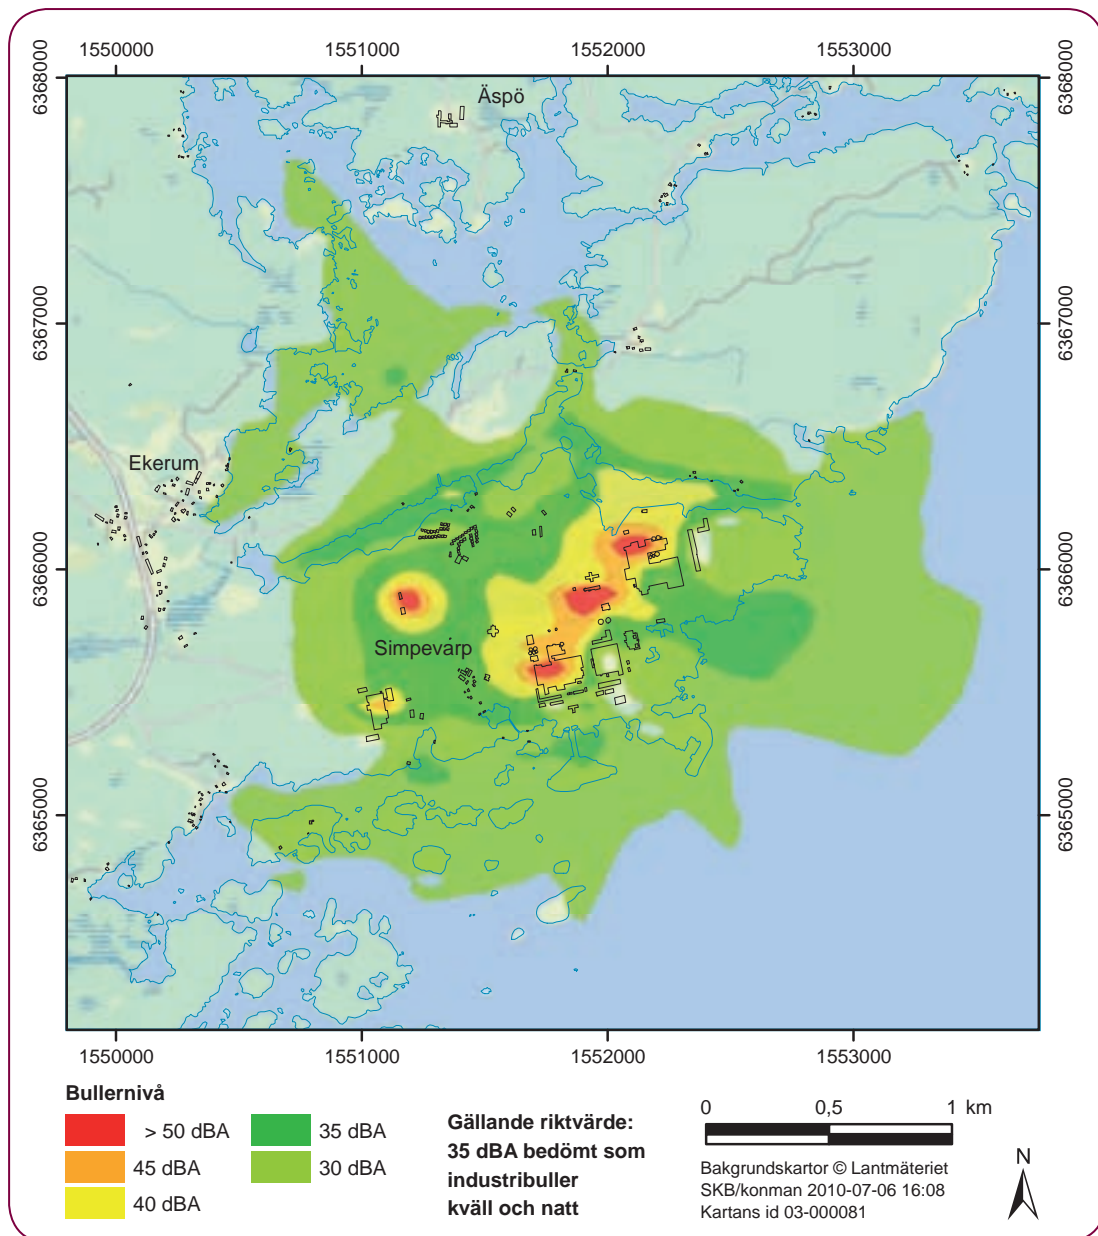 1550000 1551000 1552000 1553000
6368000 6368000
Äspö
6367000 6367000
Ekerum
6366000 6366000
Simpevarp
6365000 6365000
1550000 1551000 1552000 1553000
Bullernivå
> 50 dBA
45 dBA
40 dBA
35 dBA
30 dBA
Gällande riktvärde:
35 dBA bedömt som
industribuller
kväll och natt
0 0,5 1 km
Bakgrundskartor © Lantmäteriet
SKB/konman 2010-07-06 16:08
Kartans id 03-000081
N